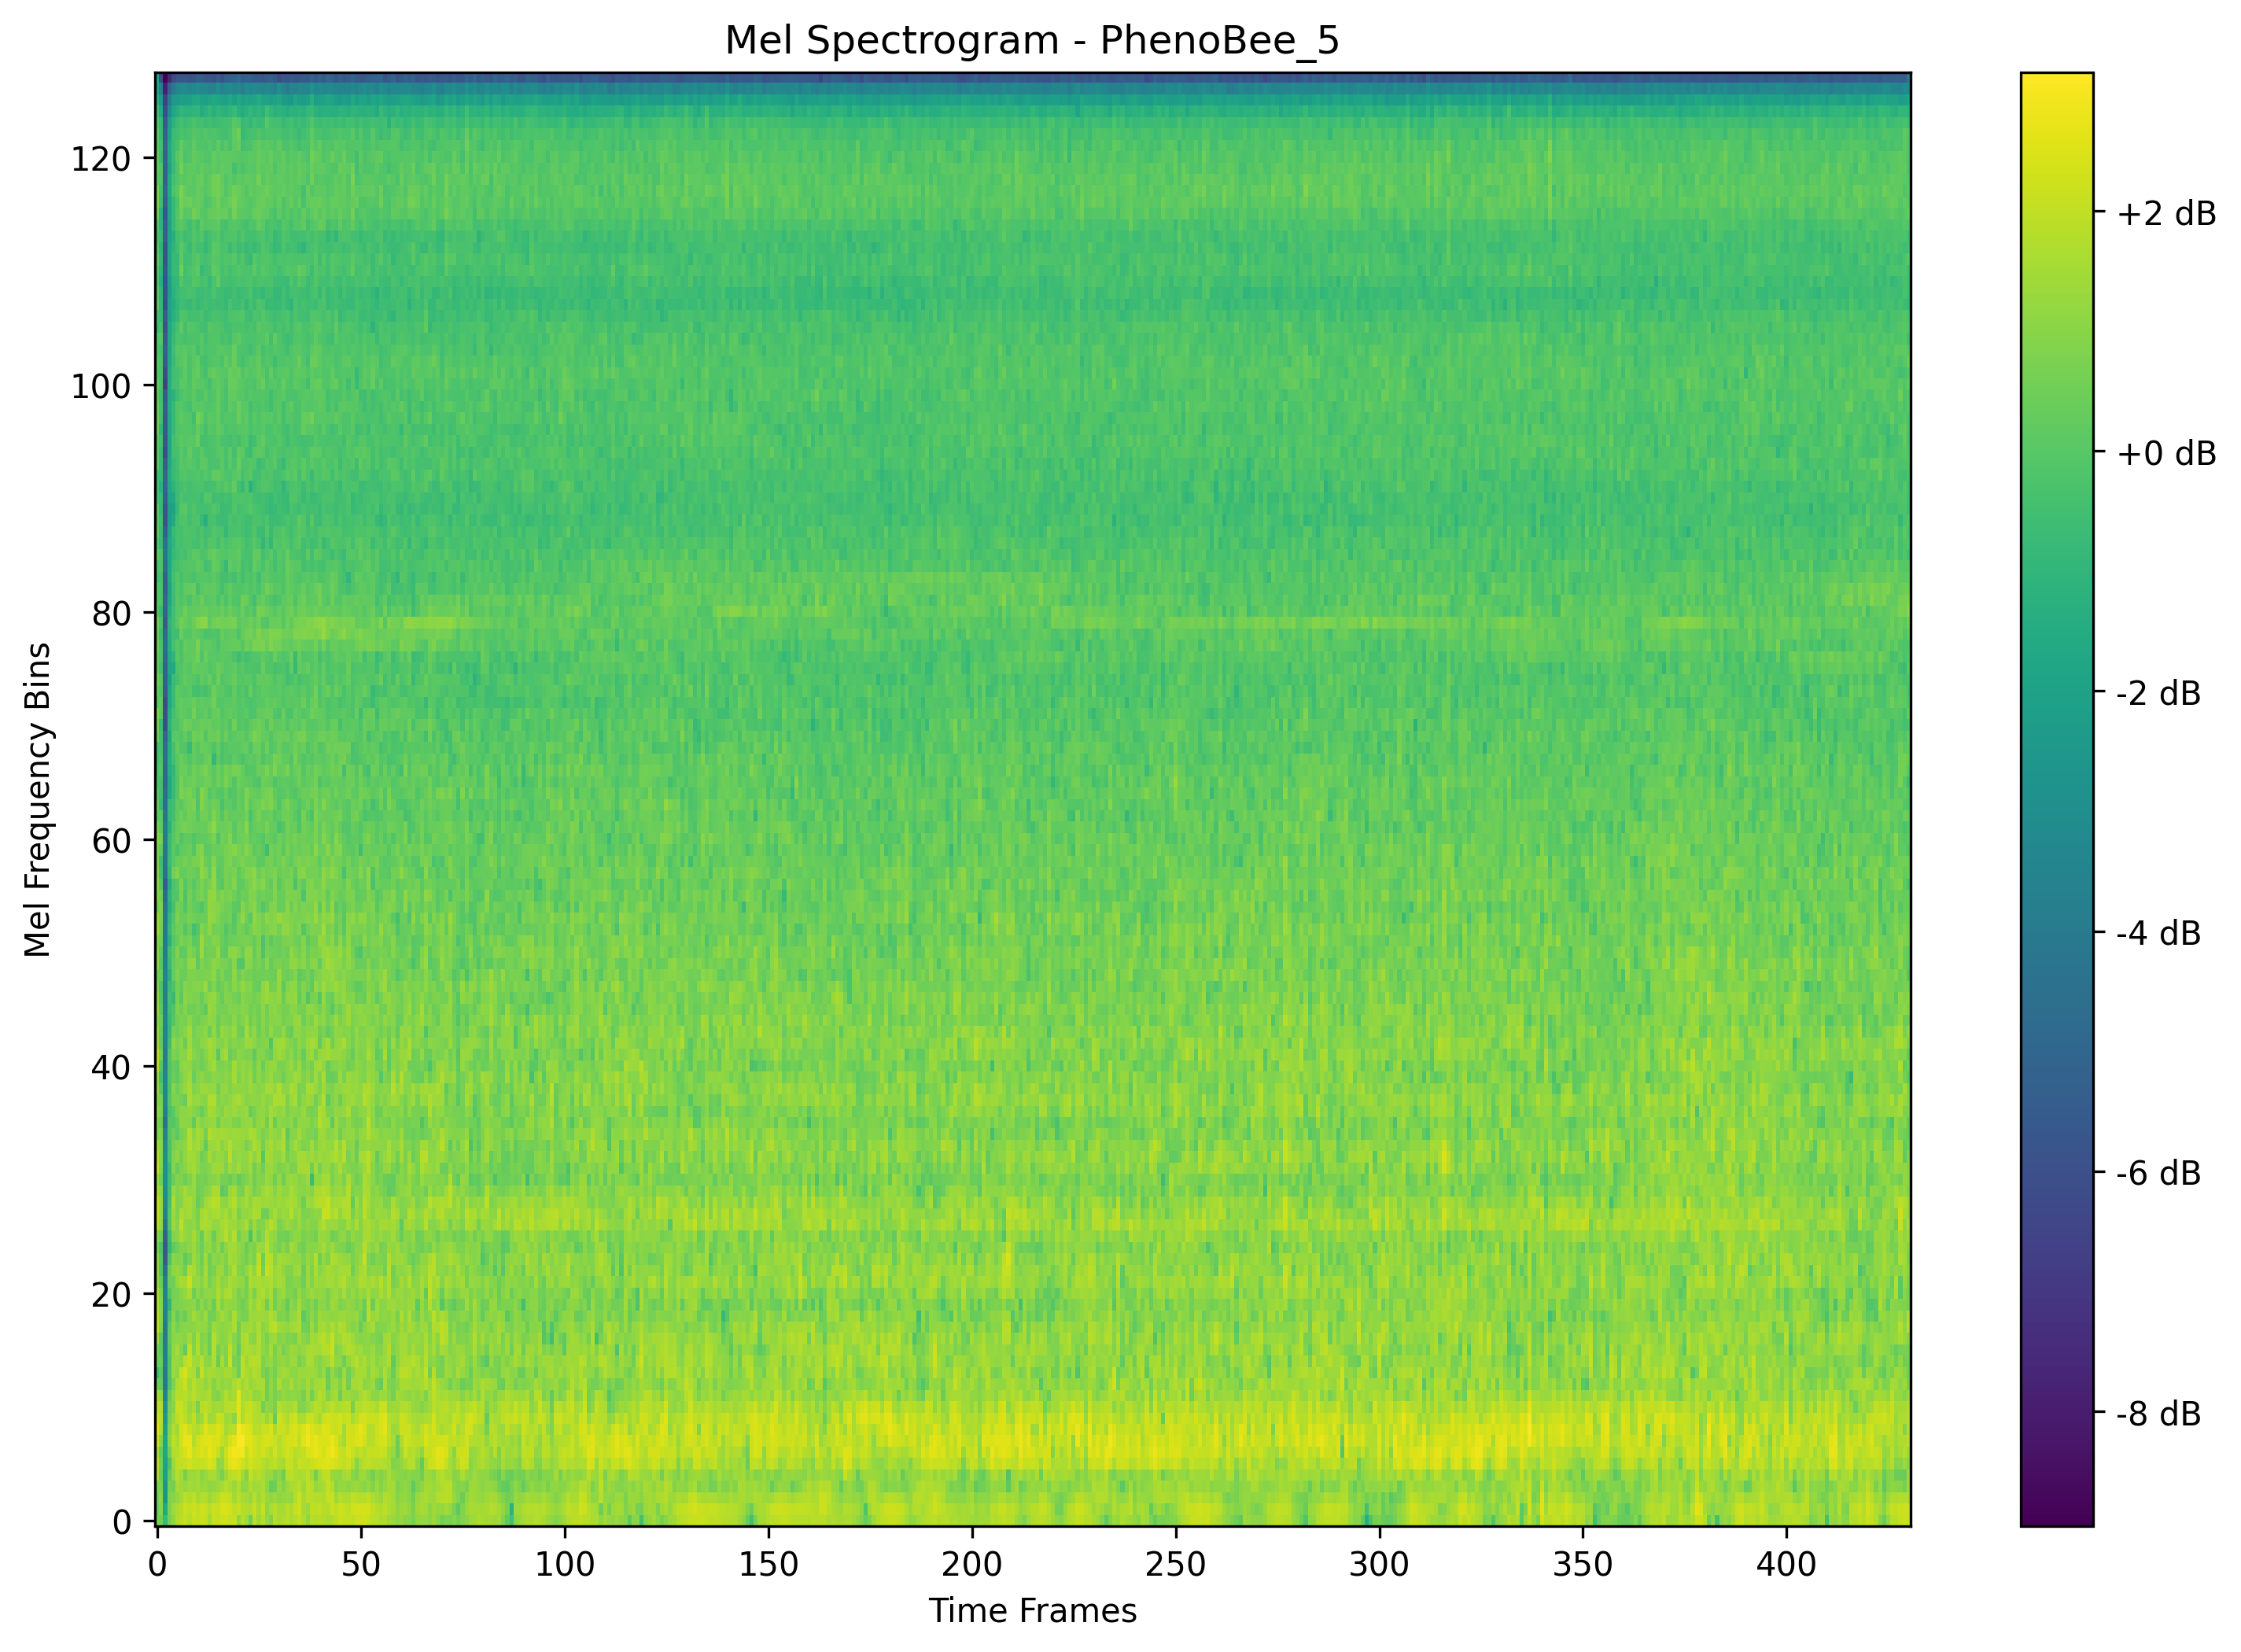 Mel Spectrogram - PhenoBee_5
Mel Frequency Bins
120
100
80
60
40
20
0
0 50 100 150 200 250 300 350 400
Time Frames
+2 dB
+0 dB
-2 dB
-4 dB
-6 dB
-8 dB